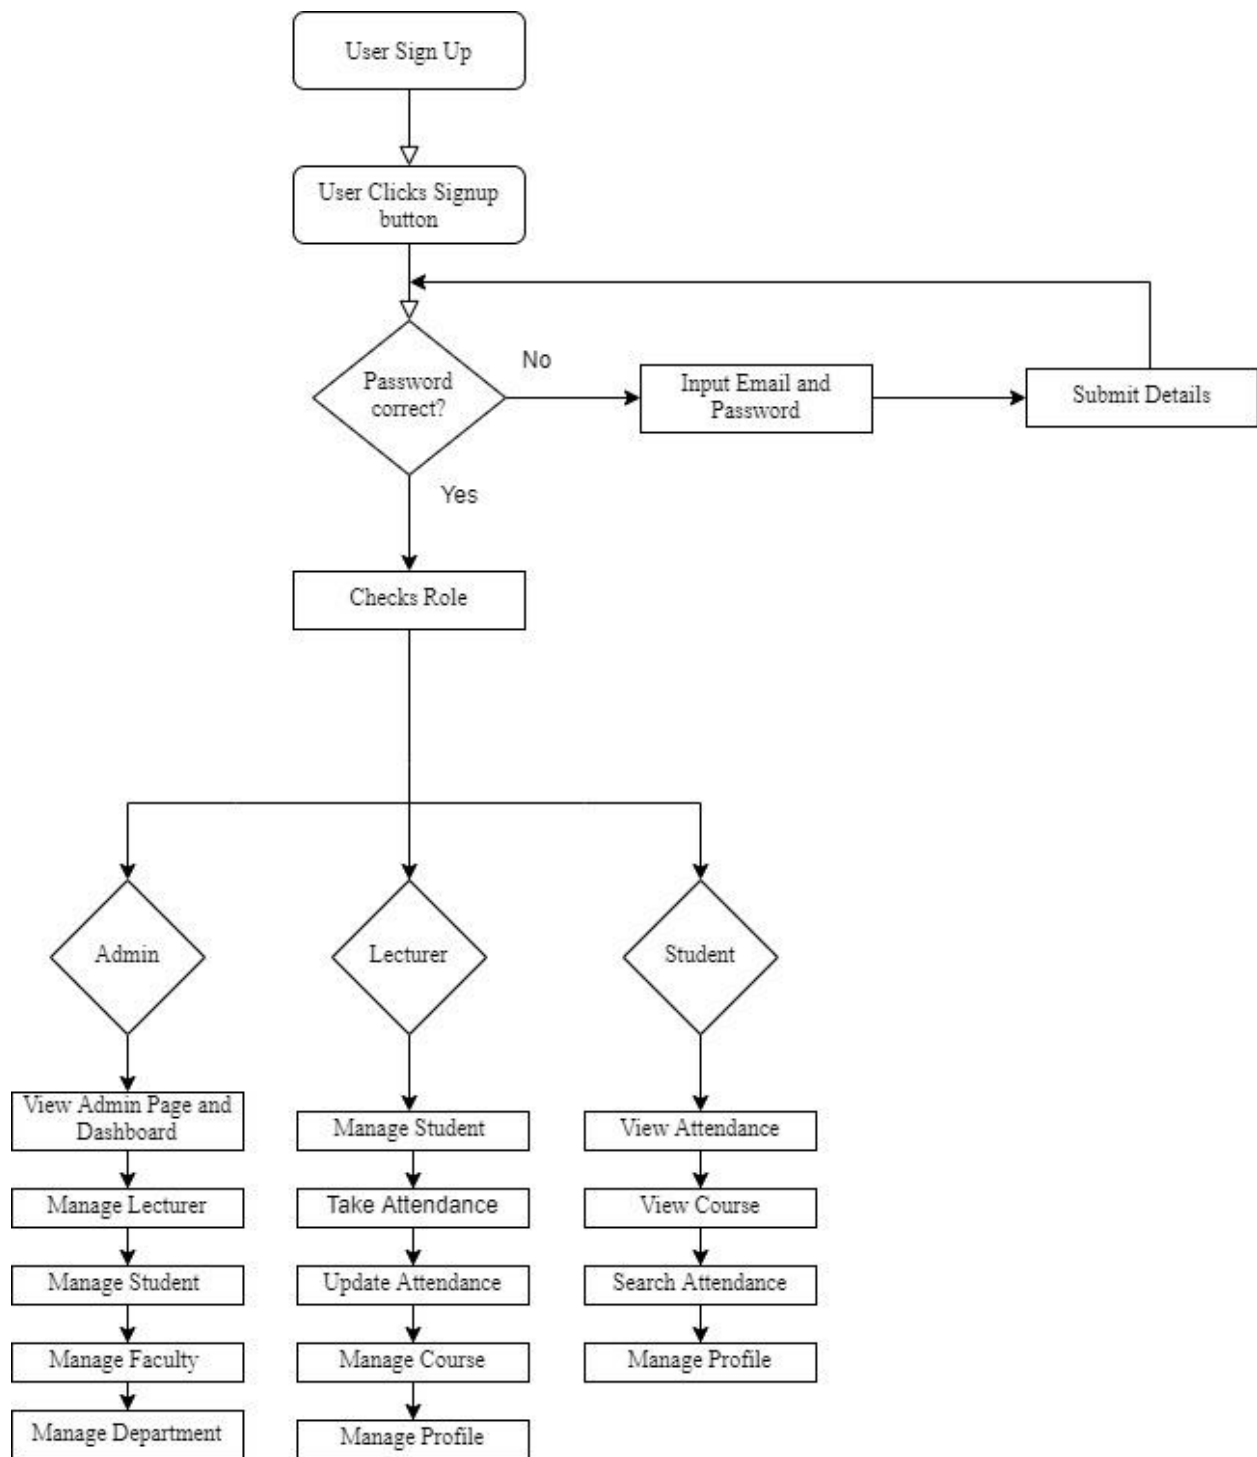 User Sign Up
User Clicks Signup
button
Password
correct?
No
Input Email and
Password
Submit Details
Yes
Checks Role
Admin
Lecturer
Student
View Admin Page and
Dashboard
Manage Lecturer
Manage Student
Manage Faculty
Manage Department
Manage Student
Take Attendance
Update Attendance
Manage Course
Manage Profile
View Attendance
View Course
Search Attendance
Manage Profile